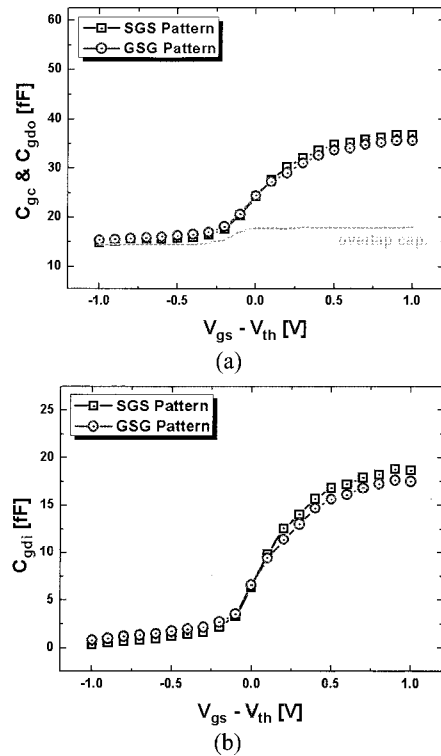 (a)
60
50
40
30
20
10
SGS Pattern
GSG Pattern
C_gc & C_gdo [fF]
overlap cap.
-1.0 -0.5 0.0 0.5 1.0
V_gs - V_th [V]
(a)
25
20
15
10
5
0
SGS Pattern
GSG Pattern
C_gdi [fF]
-1.0 -0.5 0.0 0.5 1.0
V_gs - V_th [V]
(b)